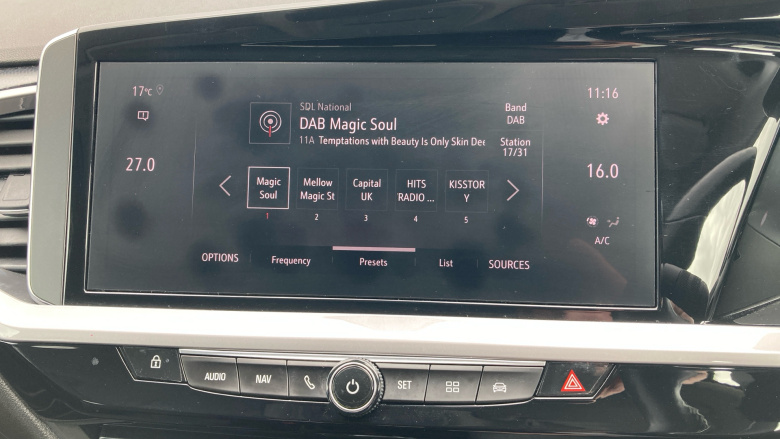 17°C
11:16
SDL National
DAB Magic Soul
11A Temptations with Beauty Is Only Skin Dee
Band
DAB
Station
17/31
27.0
16.0
Magic
Soul
1
Mellow
Magic St
2
Capital
UK
3
HITS
RADIO ...
4
KISSTOR
Y
5
A/C
OPTIONS
Frequency
Presets
List
SOURCES
AUDIO
NAV
SET